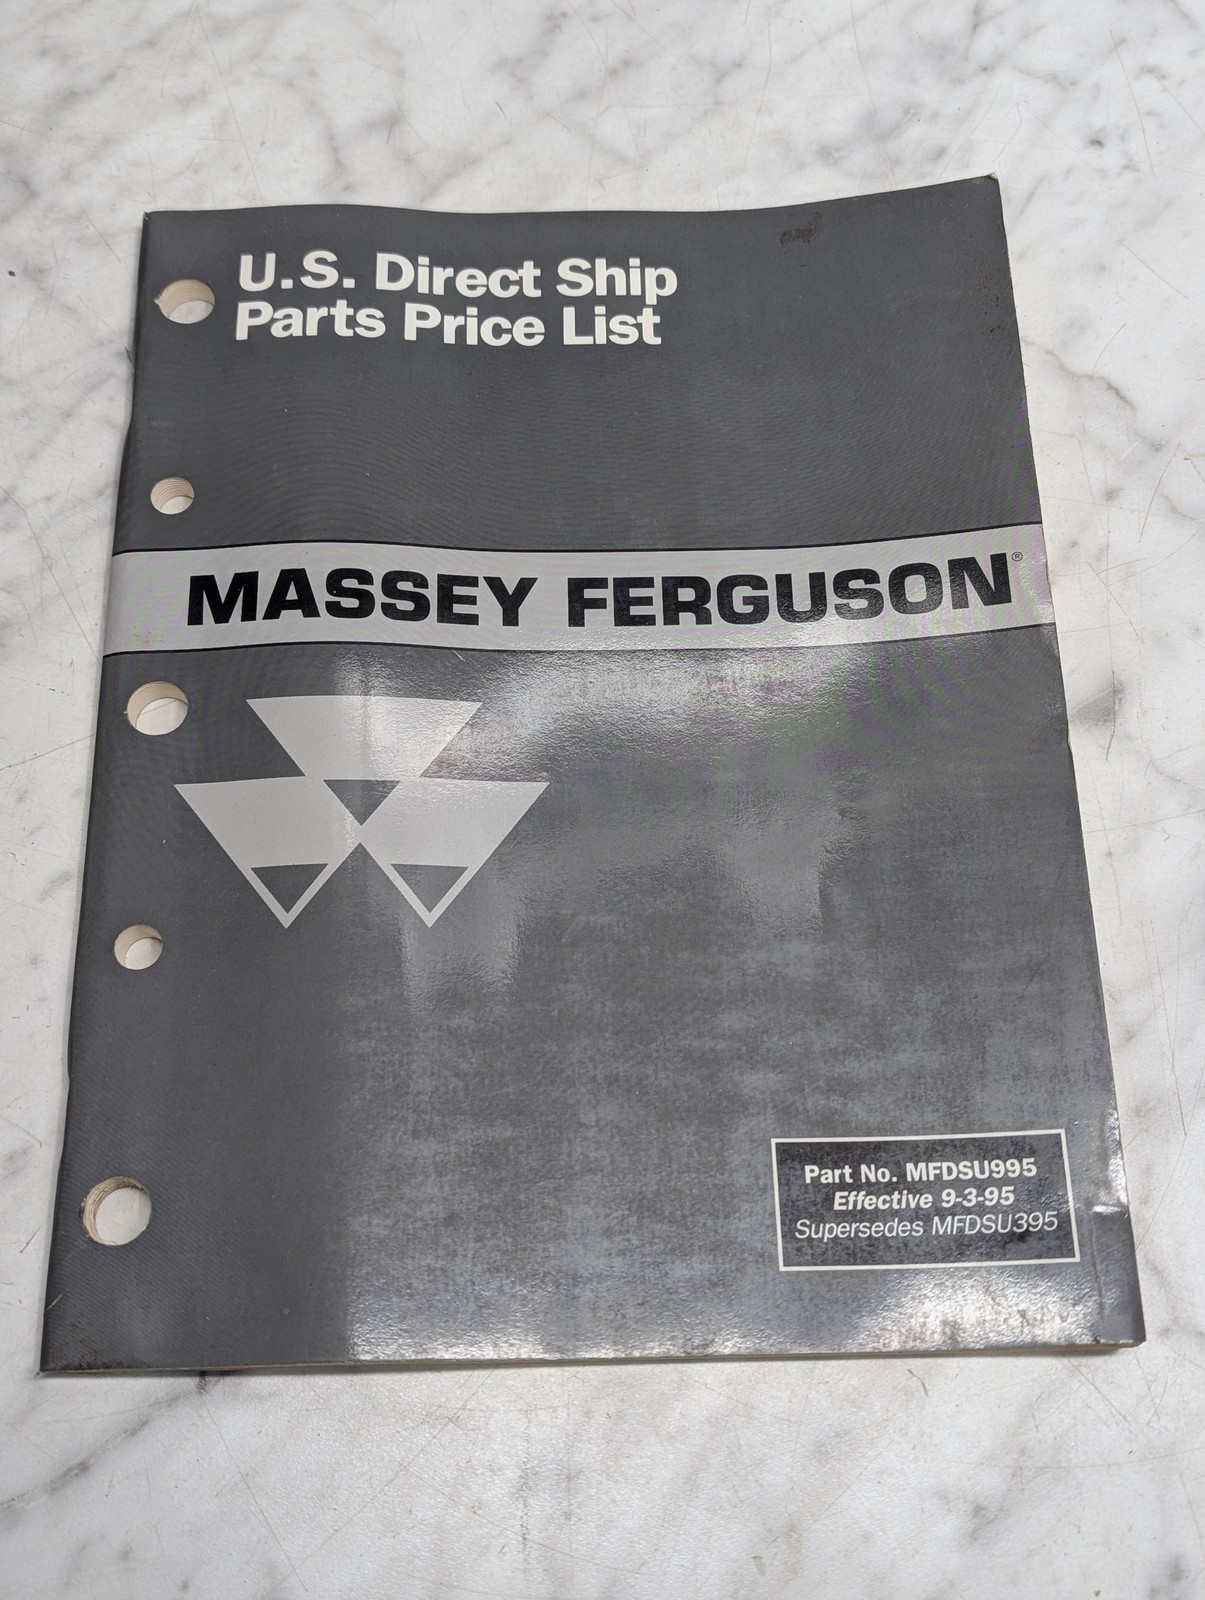 U.S. Direct Ship
Parts Price List
MASSEY FERGUSON®
Part No. MFDSU995
Effective 9-3-95
Supersedes MFDSU395